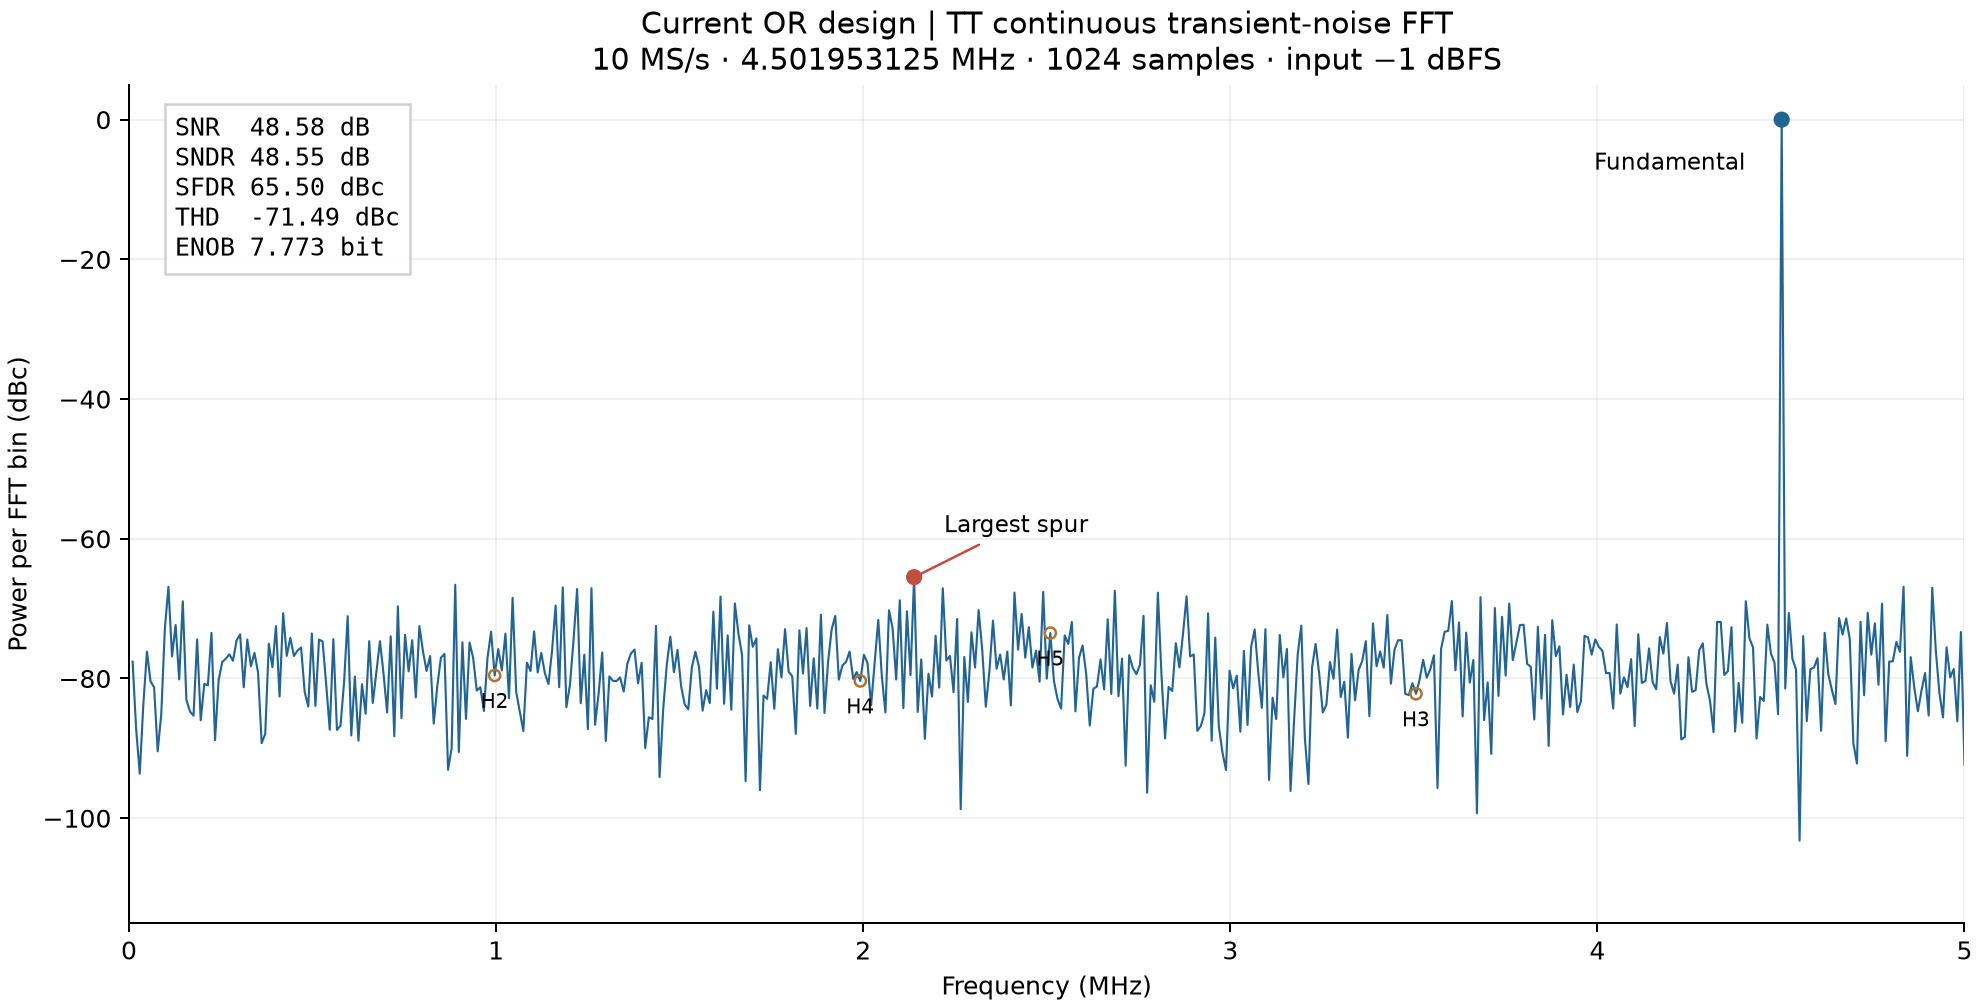 Current OR design | TT continuous transient-noise FFT
10 MS/s · 4.501953125 MHz · 1024 samples · input −1 dBFS
SNR 48.58 dB
SNDR 48.55 dB
SFDR 65.50 dBc
THD -71.49 dBc
ENOB 7.773 bit
Fundamental
Largest spur
H2
H4
H5
H3
Power per FFT bin (dBc)
0
−20
−40
−60
−80
−100
0
1
2
3
4
5
Frequency (MHz)